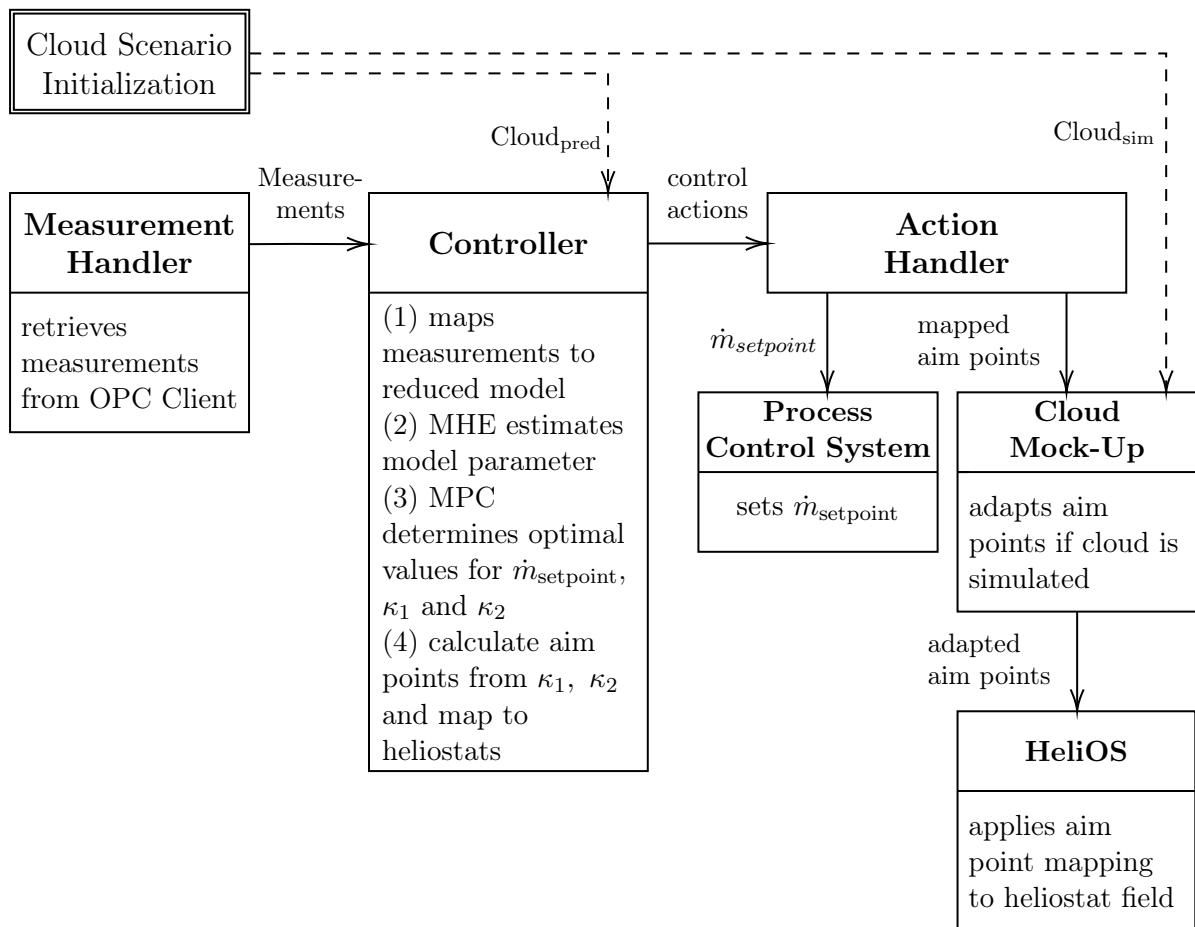 Cloud Scenario
Initialization
Cloud_pred
Cloud_sim
Measurement
Handler
retrieves
measurements
from OPC Client
Measure-
ments
Controller
(1) maps
measurements to
reduced model
(2) MHE estimates
model parameter
(3) MPC
determines optimal
values for ṁ_setpoint,
κ₁ and κ₂
(4) calculate aim
points from κ₁, κ₂
and map to
heliostats
control
actions
Action
Handler
ṁ_setpoint
mapped
aim points
Process
Control System
sets ṁ_setpoint
Cloud
Mock-Up
adapts aim
points if cloud is
simulated
adapted
aim points
HeliOS
applies aim
point mapping
to heliostat field